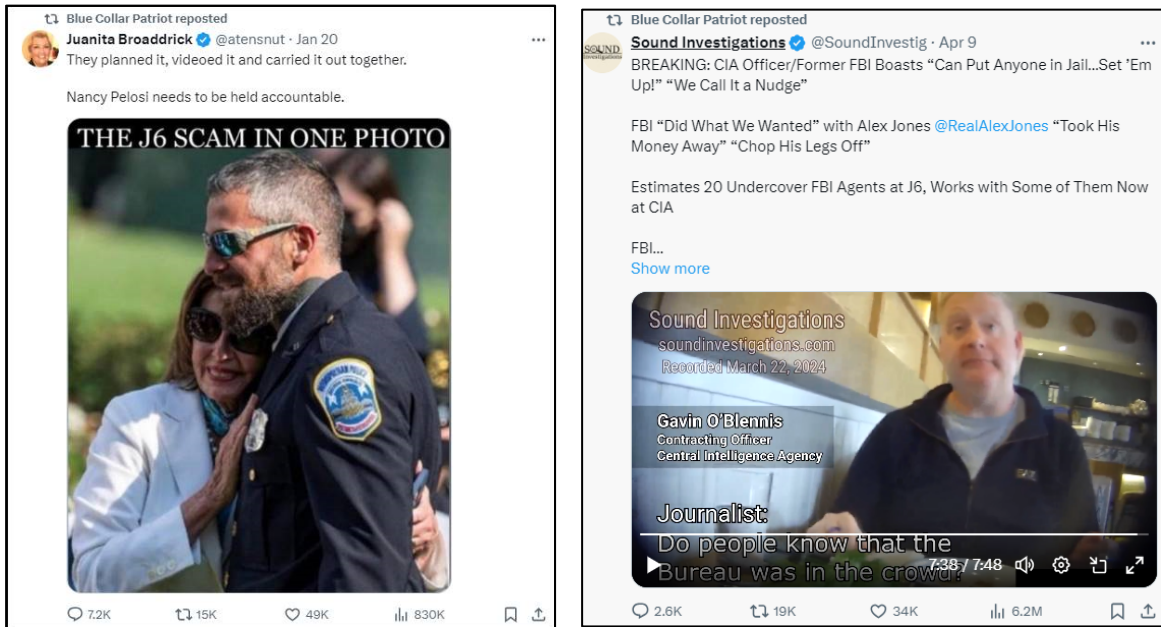 Blue Collar Patriot reposted
Juanita Broaddrick @atensnut · Jan 20
They planned it, videoed it and carried it out together.
Nancy Pelosi needs to be held accountable.
THE J6 SCAM IN ONE PHOTO
METROPOLITAN POLICE
7.2K 15K 49K 830K
Blue Collar Patriot reposted
SOUND
Investigations
Sound Investigations @SoundInvestig · Apr 9
BREAKING: CIA Officer/Former FBI Boasts “Can Put Anyone in Jail...Set ’Em
Up!” “We Call It a Nudge”
FBI “Did What We Wanted” with Alex Jones @RealAlexJones “Took His
Money Away” “Chop His Legs Off”
Estimates 20 Undercover FBI Agents at J6, Works with Some of Them Now
at CIA
FBI...
Show more
Sound Investigations
soundinvestigations.com
Recorded March 22, 2024
Gavin O’Blennis
Contracting Officer
Central Intelligence Agency
Journalist:
Do people know that the
Bureau was in the crowd?
7:38 / 7:48
2.6K 19K 34K 6.2M